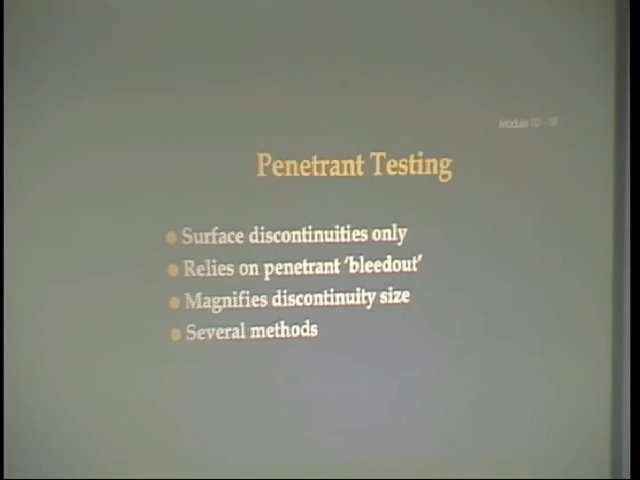 Penetrant Testing
Surface discontinuities only
Relies on penetrant 'bleedout'
Magnifies discontinuity size
Several methods